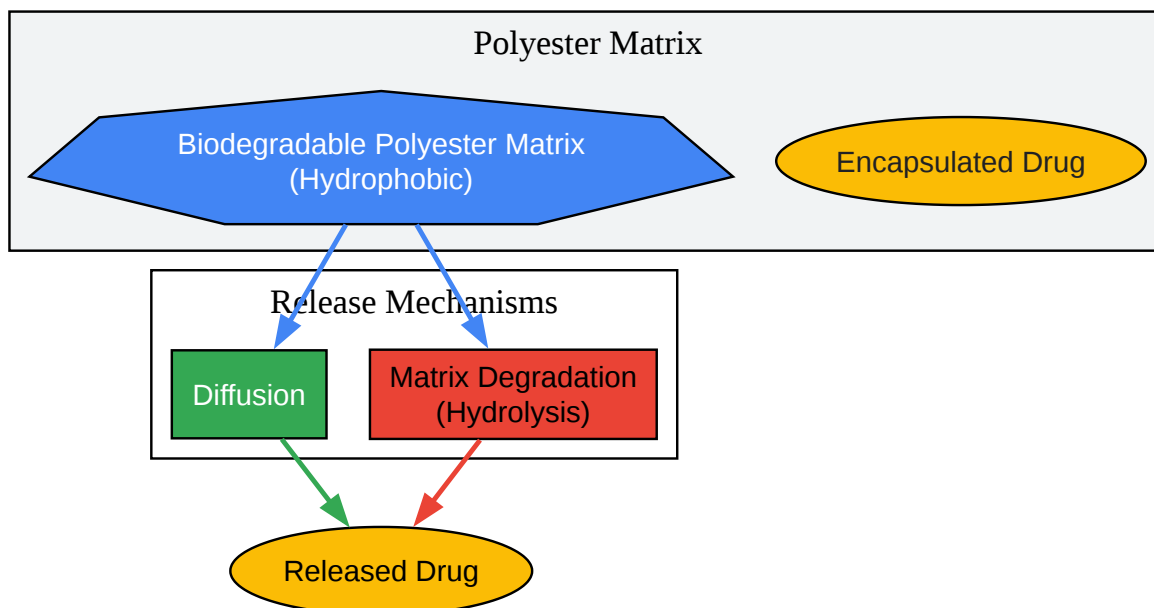 Polyester Matrix
Biodegradable Polyester Matrix
(Hydrophobic)
Encapsulated Drug
Release Mechanisms
Diffusion
Matrix Degradation
(Hydrolysis)
Released Drug